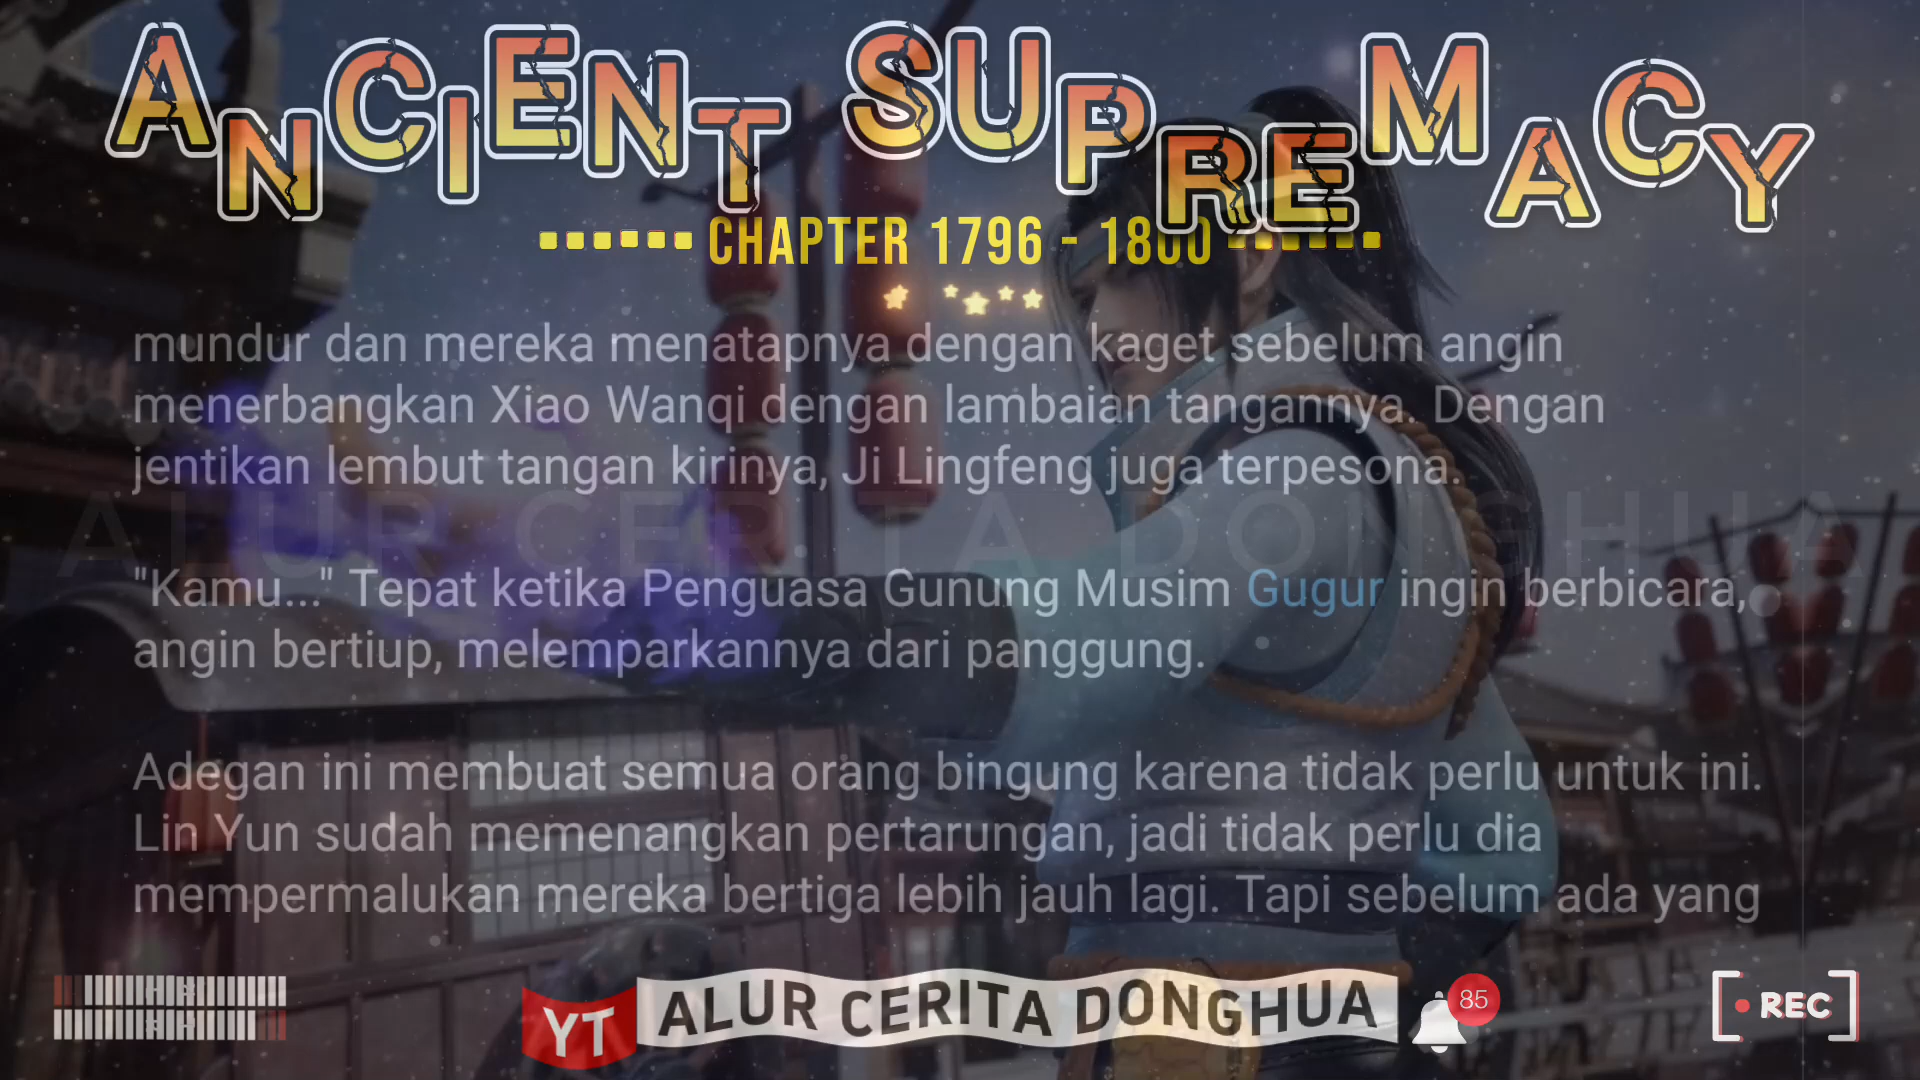 ANCIENT SUPREMACY
CHAPTER 1796 - 1800
mundur dan mereka menatapnya dengan kaget sebelum angin
menerbangkan Xiao Wanqi dengan lambaian tangannya. Dengan
jentikan lembut tangan kirinya, Ji Lingfeng juga terpesona.
ALUR CERITA DONGHUA
"Kamu..." Tepat ketika Penguasa Gunung Musim Gugur ingin berbicara,
angin bertiup, melemparkannya dari panggung.
Adegan ini membuat semua orang bingung karena tidak perlu untuk ini.
Lin Yun sudah memenangkan pertarungan, jadi tidak perlu dia
mempermalukan mereka bertiga lebih jauh lagi. Tapi sebelum ada yang
YT ALUR CERITA DONGHUA 85
REC